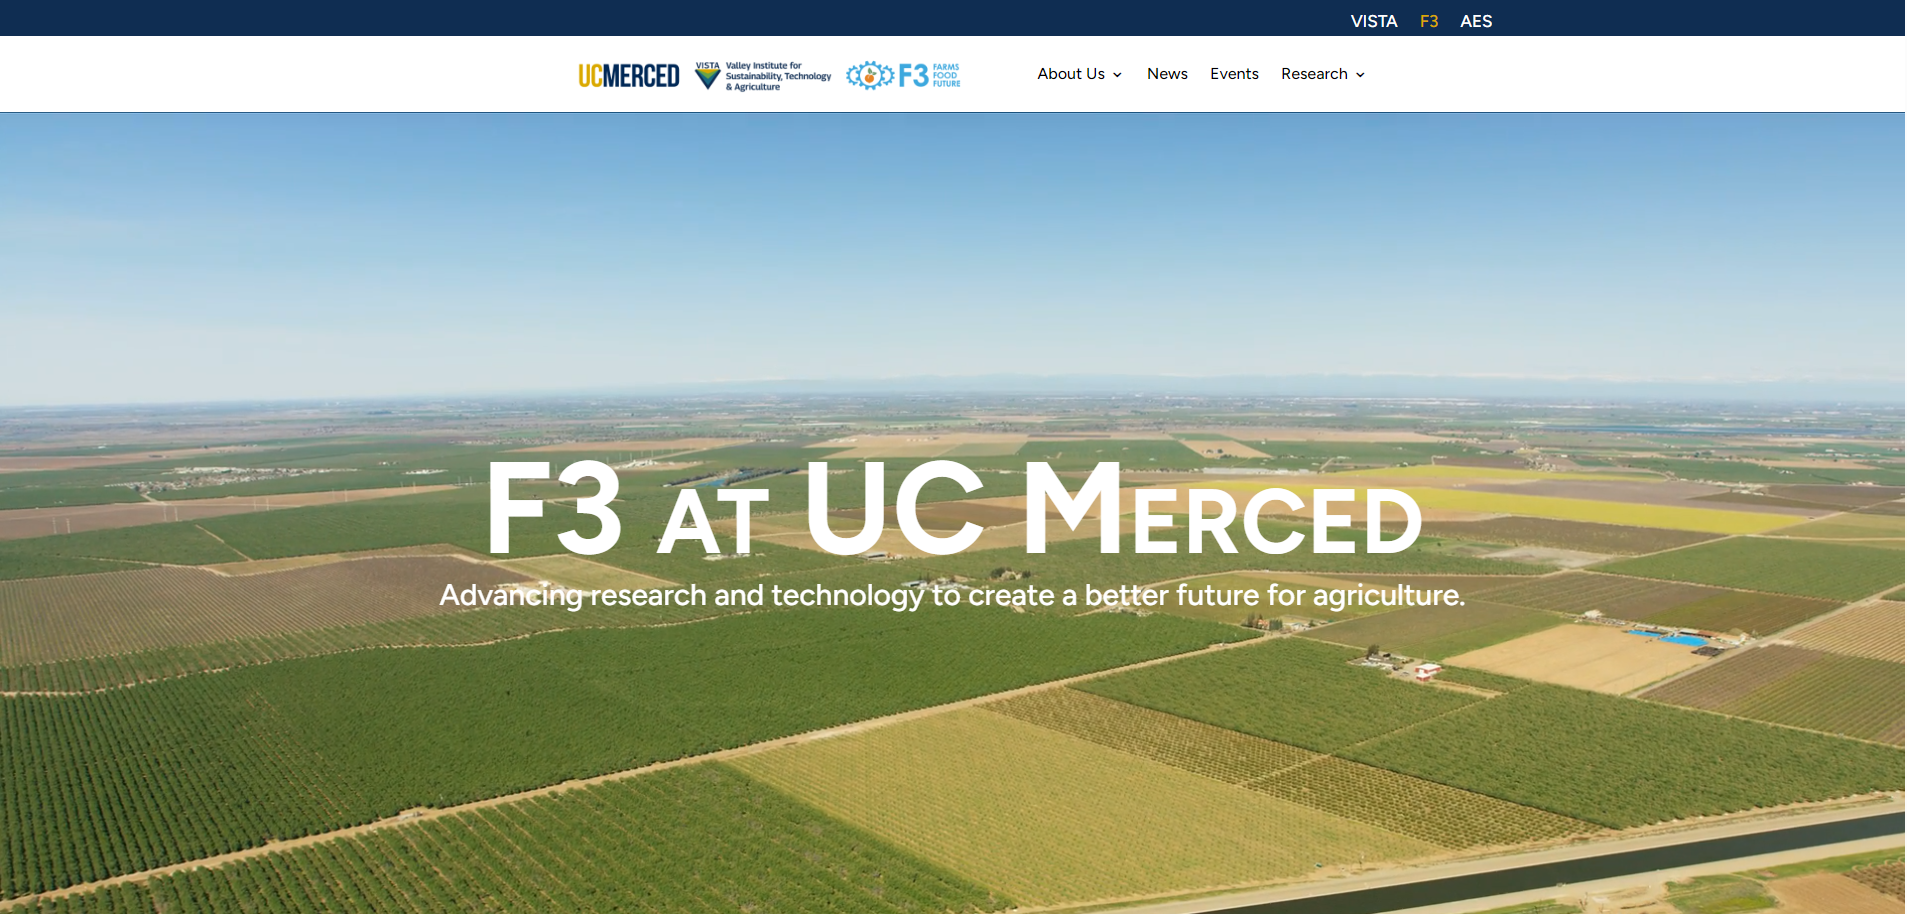 VISTA F3 AES
UCMERCED
VISTA
Valley Institute for
Sustainability, Technology
& Agriculture
F3
FARMS
FOOD
FUTURE
About Us
News
Events
Research
F3 AT UC MERCED
Advancing research and technology to create a better future for agriculture.